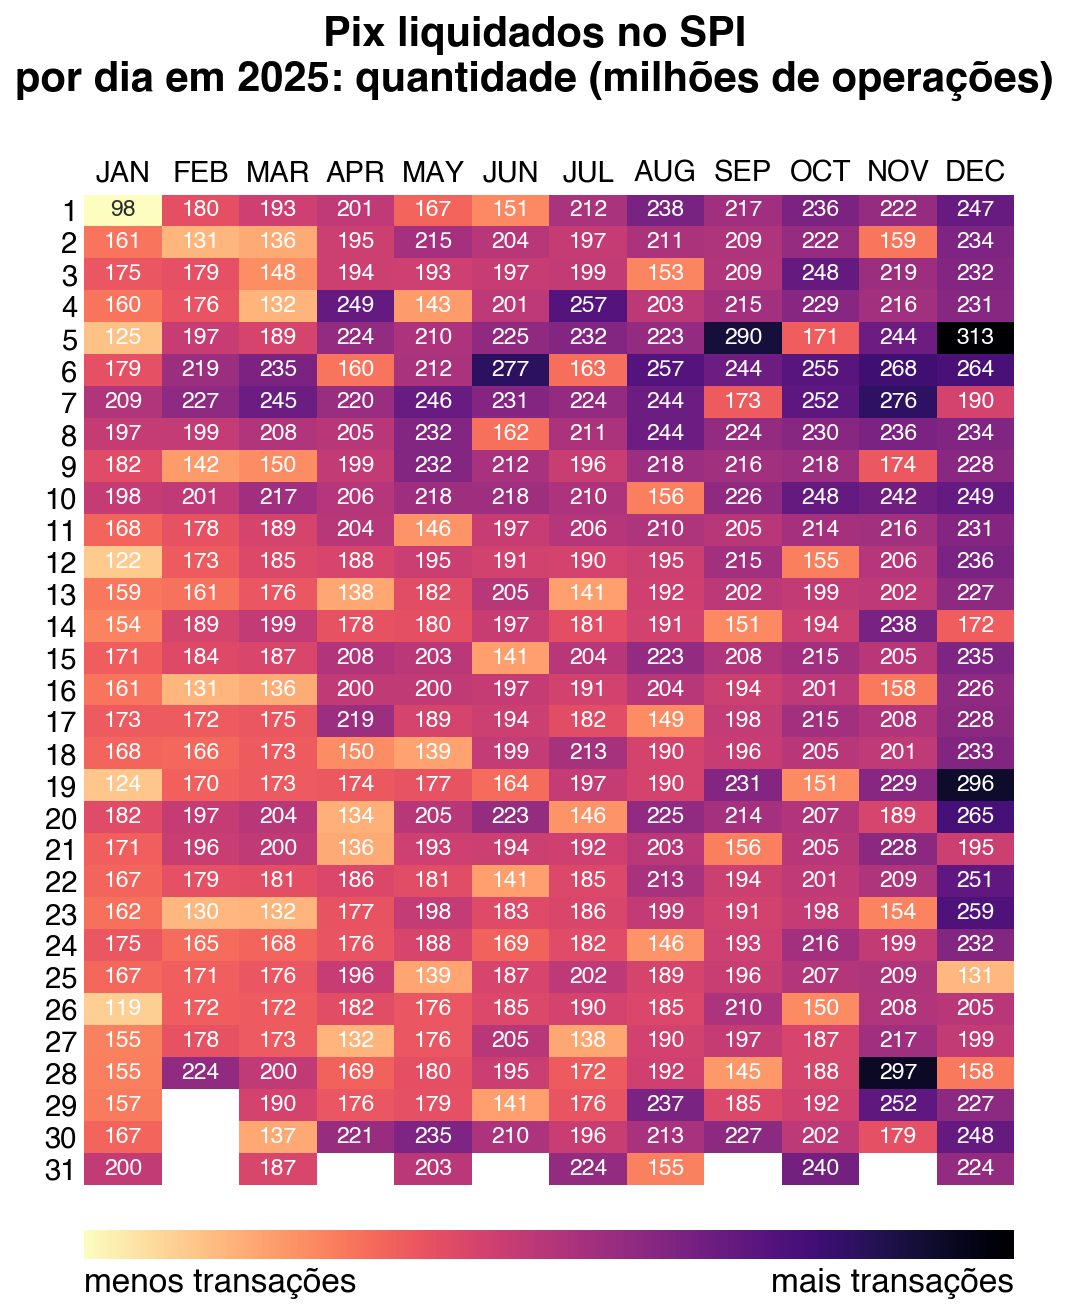 Pix liquidados no SPI
por dia em 2025: quantidade (milhões de operações)
JAN FEB MAR APR MAY JUN JUL AUG SEP OCT NOV DEC
1 98 180 193 201 167 151 212 238 217 236 222 247
2 161 131 136 195 215 204 197 211 209 222 159 234
3 175 179 148 194 193 197 199 153 209 248 219 232
4 160 176 132 249 143 201 257 203 215 229 216 231
5 125 197 189 224 210 225 232 223 290 171 244 313
6 179 219 235 160 212 277 163 257 244 255 268 264
7 209 227 245 220 246 231 224 244 173 252 276 190
8 197 199 208 205 232 162 211 244 224 230 236 234
9 182 142 150 199 232 212 196 218 216 218 174 228
10 198 201 217 206 218 218 210 156 226 248 242 249
11 168 178 189 204 146 197 206 210 205 214 216 231
12 122 173 185 188 195 191 190 195 215 155 206 236
13 159 161 176 138 182 205 141 192 202 199 202 227
14 154 189 199 178 180 197 181 191 151 194 238 172
15 171 184 187 208 203 141 204 223 208 215 205 235
16 161 131 136 200 200 197 191 204 194 201 158 226
17 173 172 175 219 189 194 182 149 198 215 208 228
18 168 166 173 150 139 199 213 190 196 205 201 233
19 124 170 173 174 177 164 197 190 231 151 229 296
20 182 197 204 134 205 223 146 225 214 207 189 265
21 171 196 200 136 193 194 192 203 156 205 228 195
22 167 179 181 186 181 141 185 213 194 201 209 251
23 162 130 132 177 198 183 186 199 191 198 154 259
24 175 165 168 176 188 169 182 146 193 216 199 232
25 167 171 176 196 139 187 202 189 196 207 209 131
26 119 172 172 182 176 185 190 185 210 150 208 205
27 155 178 173 132 176 205 138 190 197 187 217 199
28 155 224 200 169 180 195 172 192 145 188 297 158
29 157 190 176 179 141 176 237 185 192 252 227
30 167 137 221 235 210 196 213 227 202 179 248
31 200 187 203 224 155 240 224
menos transações mais transações